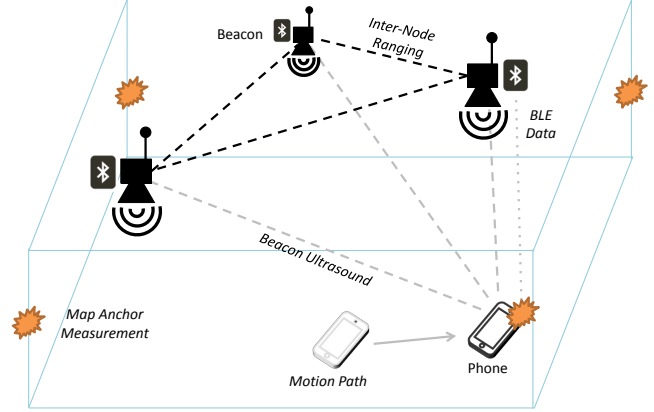 Beacon
Inter-Node
Ranging
BLE
Data
Beacon Ultrasound
Map Anchor
Measurement
Motion Path
Phone